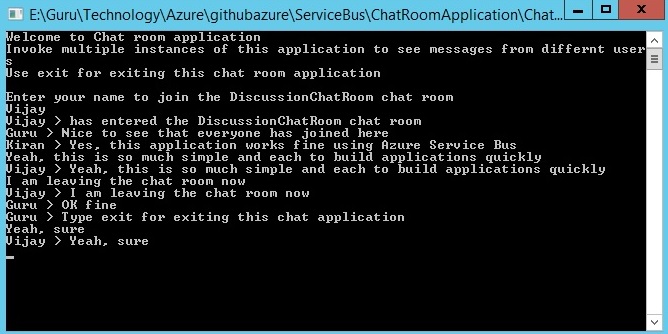 E:\Guru\Technology\Azure\githubazure\ServiceBus\ChatRoomApplication\Chat...
Welcome to Chat room application
Invoke multiple instances of this application to see messages from differnt user
s
Use exit for exiting this chat room application
Enter your name to join the DiscussionChatRoom chat room
Vijay
Vijay > has entered the DiscussionChatRoom chat room
Guru > Nice to see that everyone has joined here
Kiran > Yes, this application works fine using Azure Service Bus
Yeah, this is so much simple and each to build applications quickly
Vijay > Yeah, this is so much simple and each to build applications quickly
I am leaving the chat room now
Vijay > I am leaving the chat room now
Guru > OK fine
Guru > Type exit for exiting this chat application
Yeah, sure
Vijay > Yeah, sure